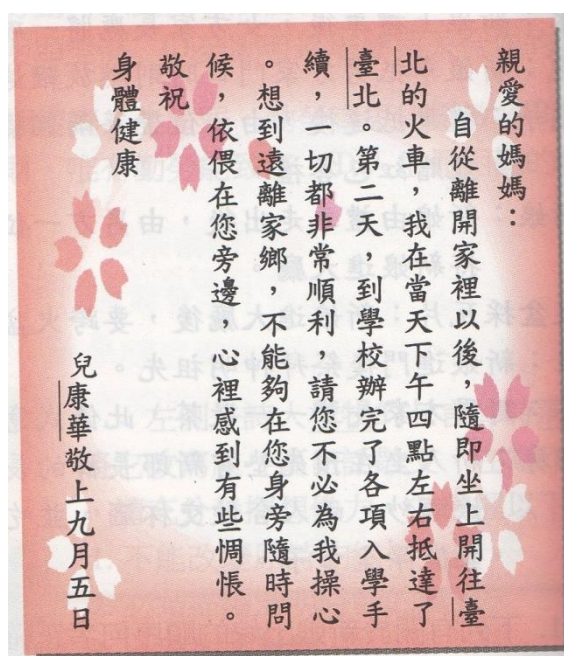 親愛的媽媽：
自從離開家裡以後，隨即坐上開往臺
北的火車，我在當天下午四點左右抵達了
臺北。第二天，到學校辦完了各項入學手
續，一切都非常順利，請您不必為我操心
。想到遠離家鄉，不能夠在您身旁隨時問
候，依偎在您旁邊，心裡感到有些惆悵。
敬祝
身體健康
兒康華敬上九月五日